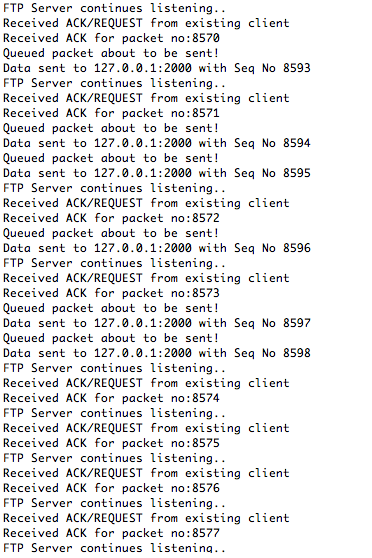 FTP Server continues listening..
Received ACK/REQUEST from existing client
Received ACK for packet no:8570
Queued packet about to be sent!
Data sent to 127.0.0.1:2000 with Seq No 8593
FTP Server continues listening..
Received ACK/REQUEST from existing client
Received ACK for packet no:8571
Queued packet about to be sent!
Data sent to 127.0.0.1:2000 with Seq No 8594
Queued packet about to be sent!
Data sent to 127.0.0.1:2000 with Seq No 8595
FTP Server continues listening..
Received ACK/REQUEST from existing client
Received ACK for packet no:8572
Queued packet about to be sent!
Data sent to 127.0.0.1:2000 with Seq No 8596
FTP Server continues listening..
Received ACK/REQUEST from existing client
Received ACK for packet no:8573
Queued packet about to be sent!
Data sent to 127.0.0.1:2000 with Seq No 8597
Queued packet about to be sent!
Data sent to 127.0.0.1:2000 with Seq No 8598
FTP Server continues listening..
Received ACK/REQUEST from existing client
Received ACK for packet no:8574
FTP Server continues listening..
Received ACK/REQUEST from existing client
Received ACK for packet no:8575
FTP Server continues listening..
Received ACK/REQUEST from existing client
Received ACK for packet no:8576
FTP Server continues listening..
Received ACK/REQUEST from existing client
Received ACK for packet no:8577
FTP Server continues listening..